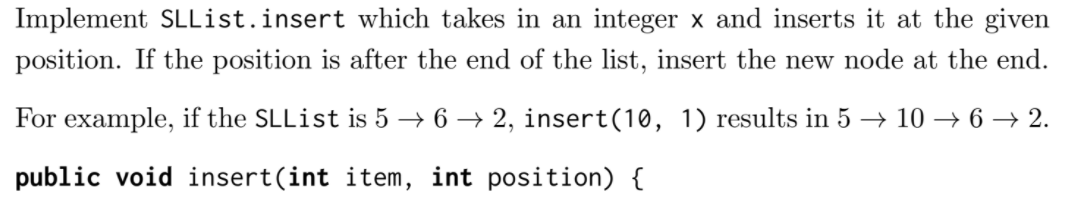 Implement SLList.insert which takes in an integer x and inserts it at the given
position. If the position is after the end of the list, insert the new node at the end.
For example, if the SLList is 5 → 6 → 2, insert(10, 1) results in 5 → 10 → 6 → 2.
public void insert(int item, int position) {